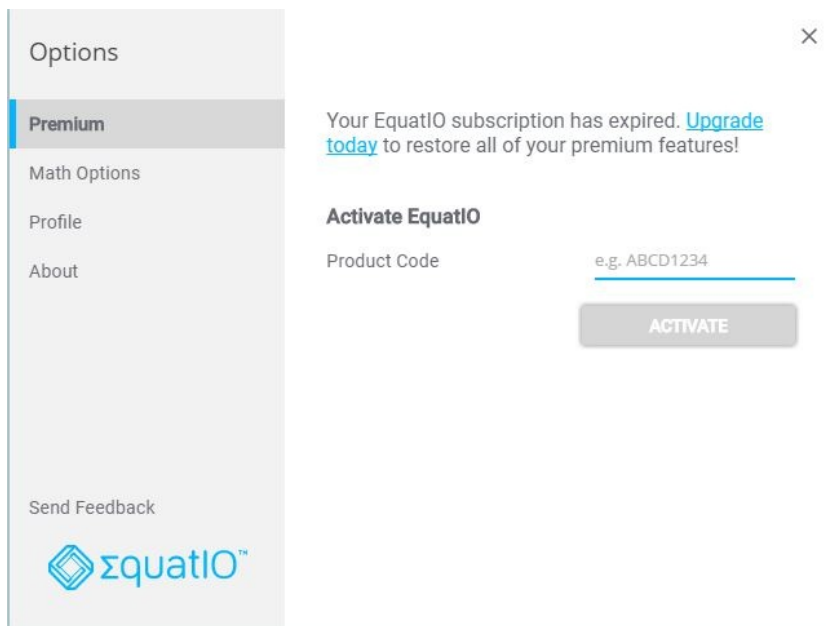 Options
Premium
Math Options
Profile
About
Send Feedback
ΣquatIO™
Your EquatIO subscription has expired. Upgrade
today to restore all of your premium features!
Activate EquatIO
Product Code
e.g. ABCD1234
ACTIVATE